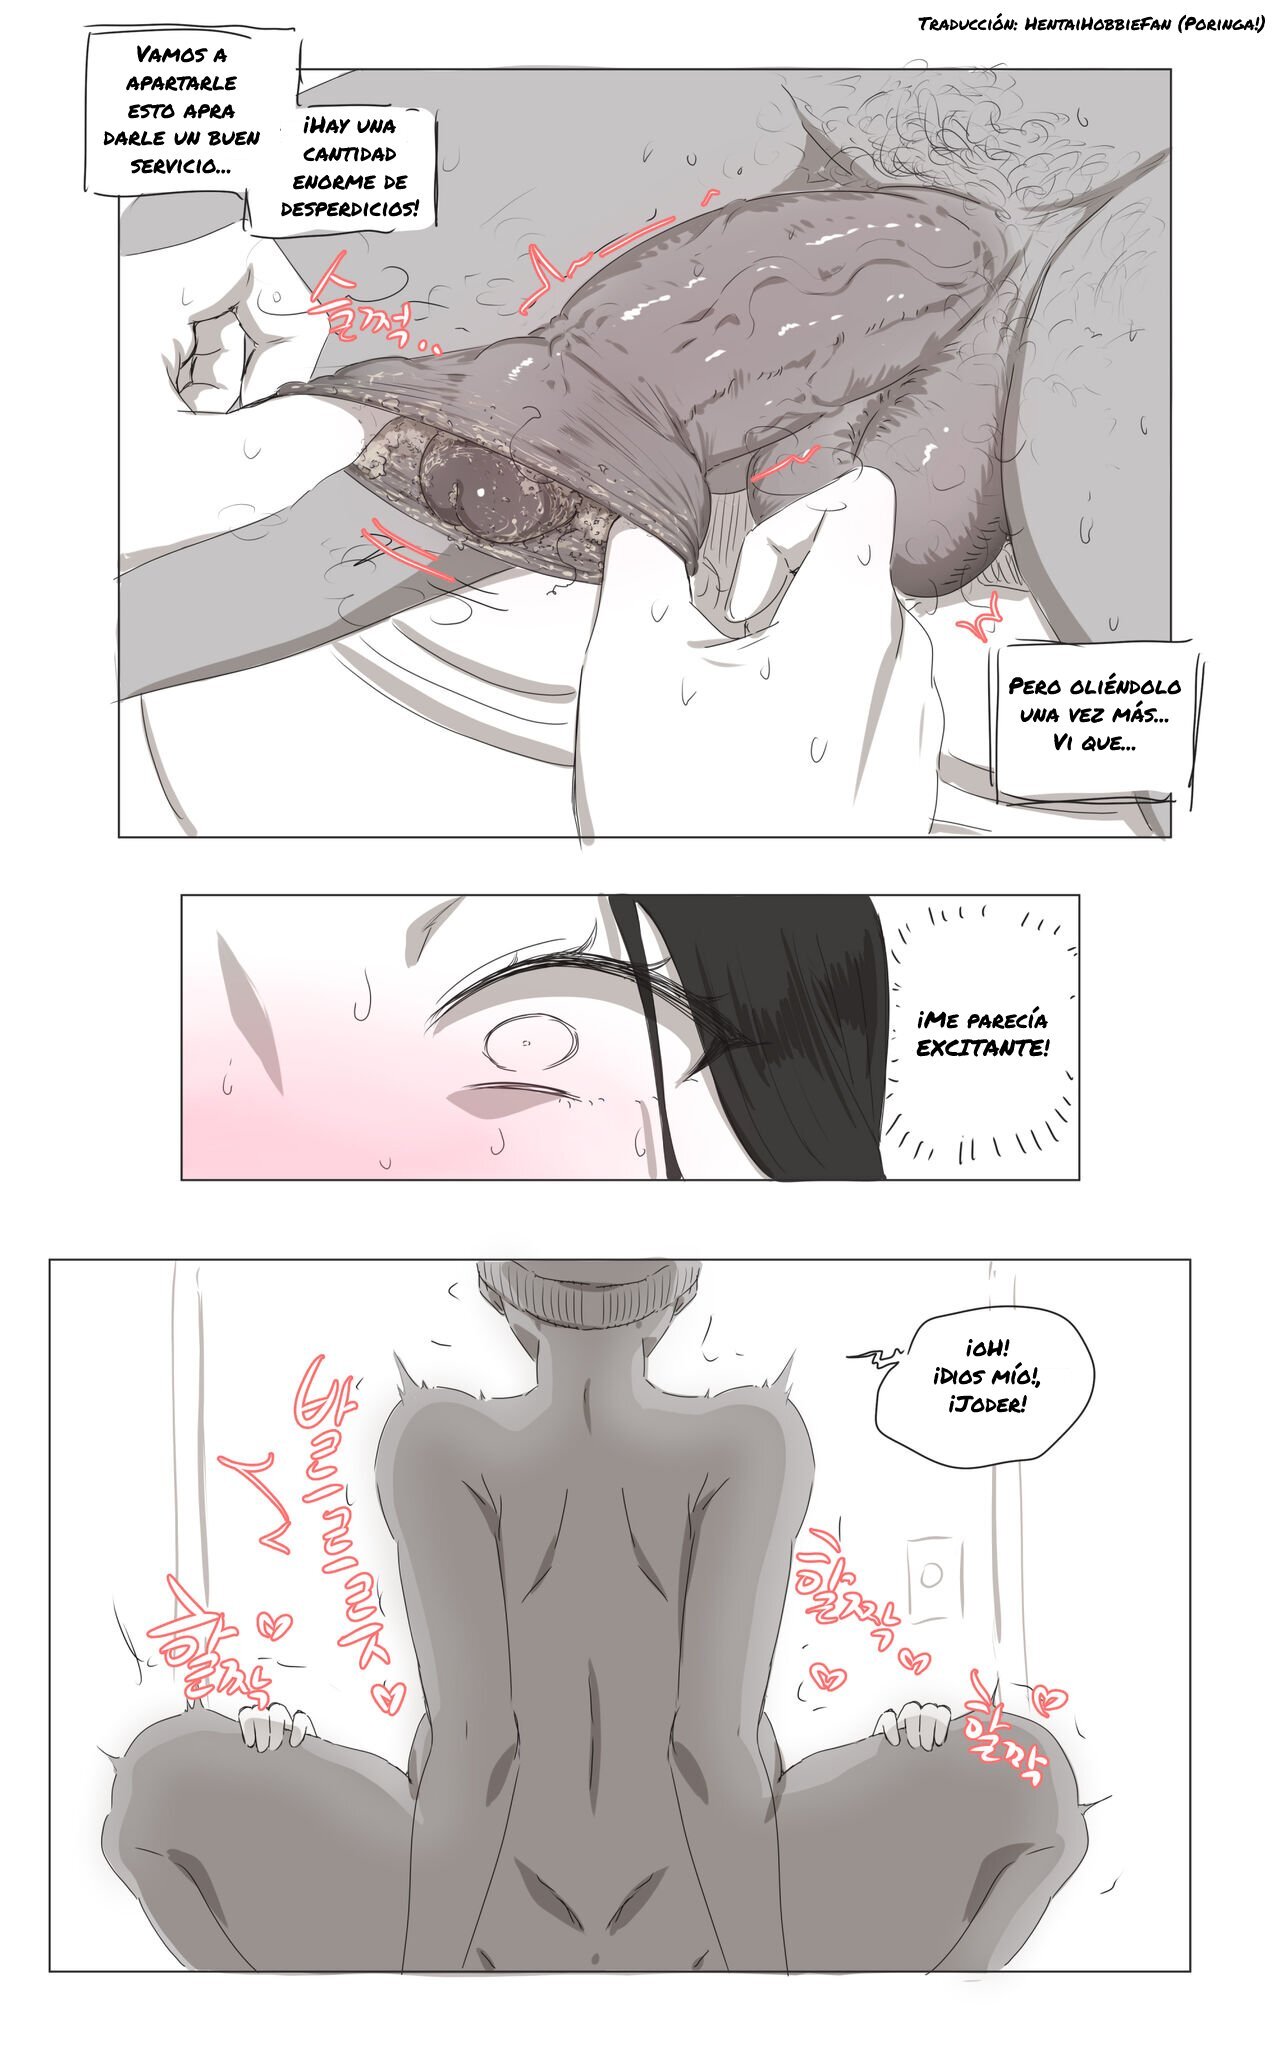 Traducción: HentaiHobbieFan (Poringa!)
Vamos a
apartarle
esto apra
darle un buen
servicio...
¡Hay una
cantidad
enorme de
desperdicios!
슬쩍..
Pero oliéndolo
una vez más...
Vi que...
¡Me parecía
EXCITANTE!
¡oH!
¡Dios mío!,
¡Joder!
바르르르르릇
할짝
할짝
할짝